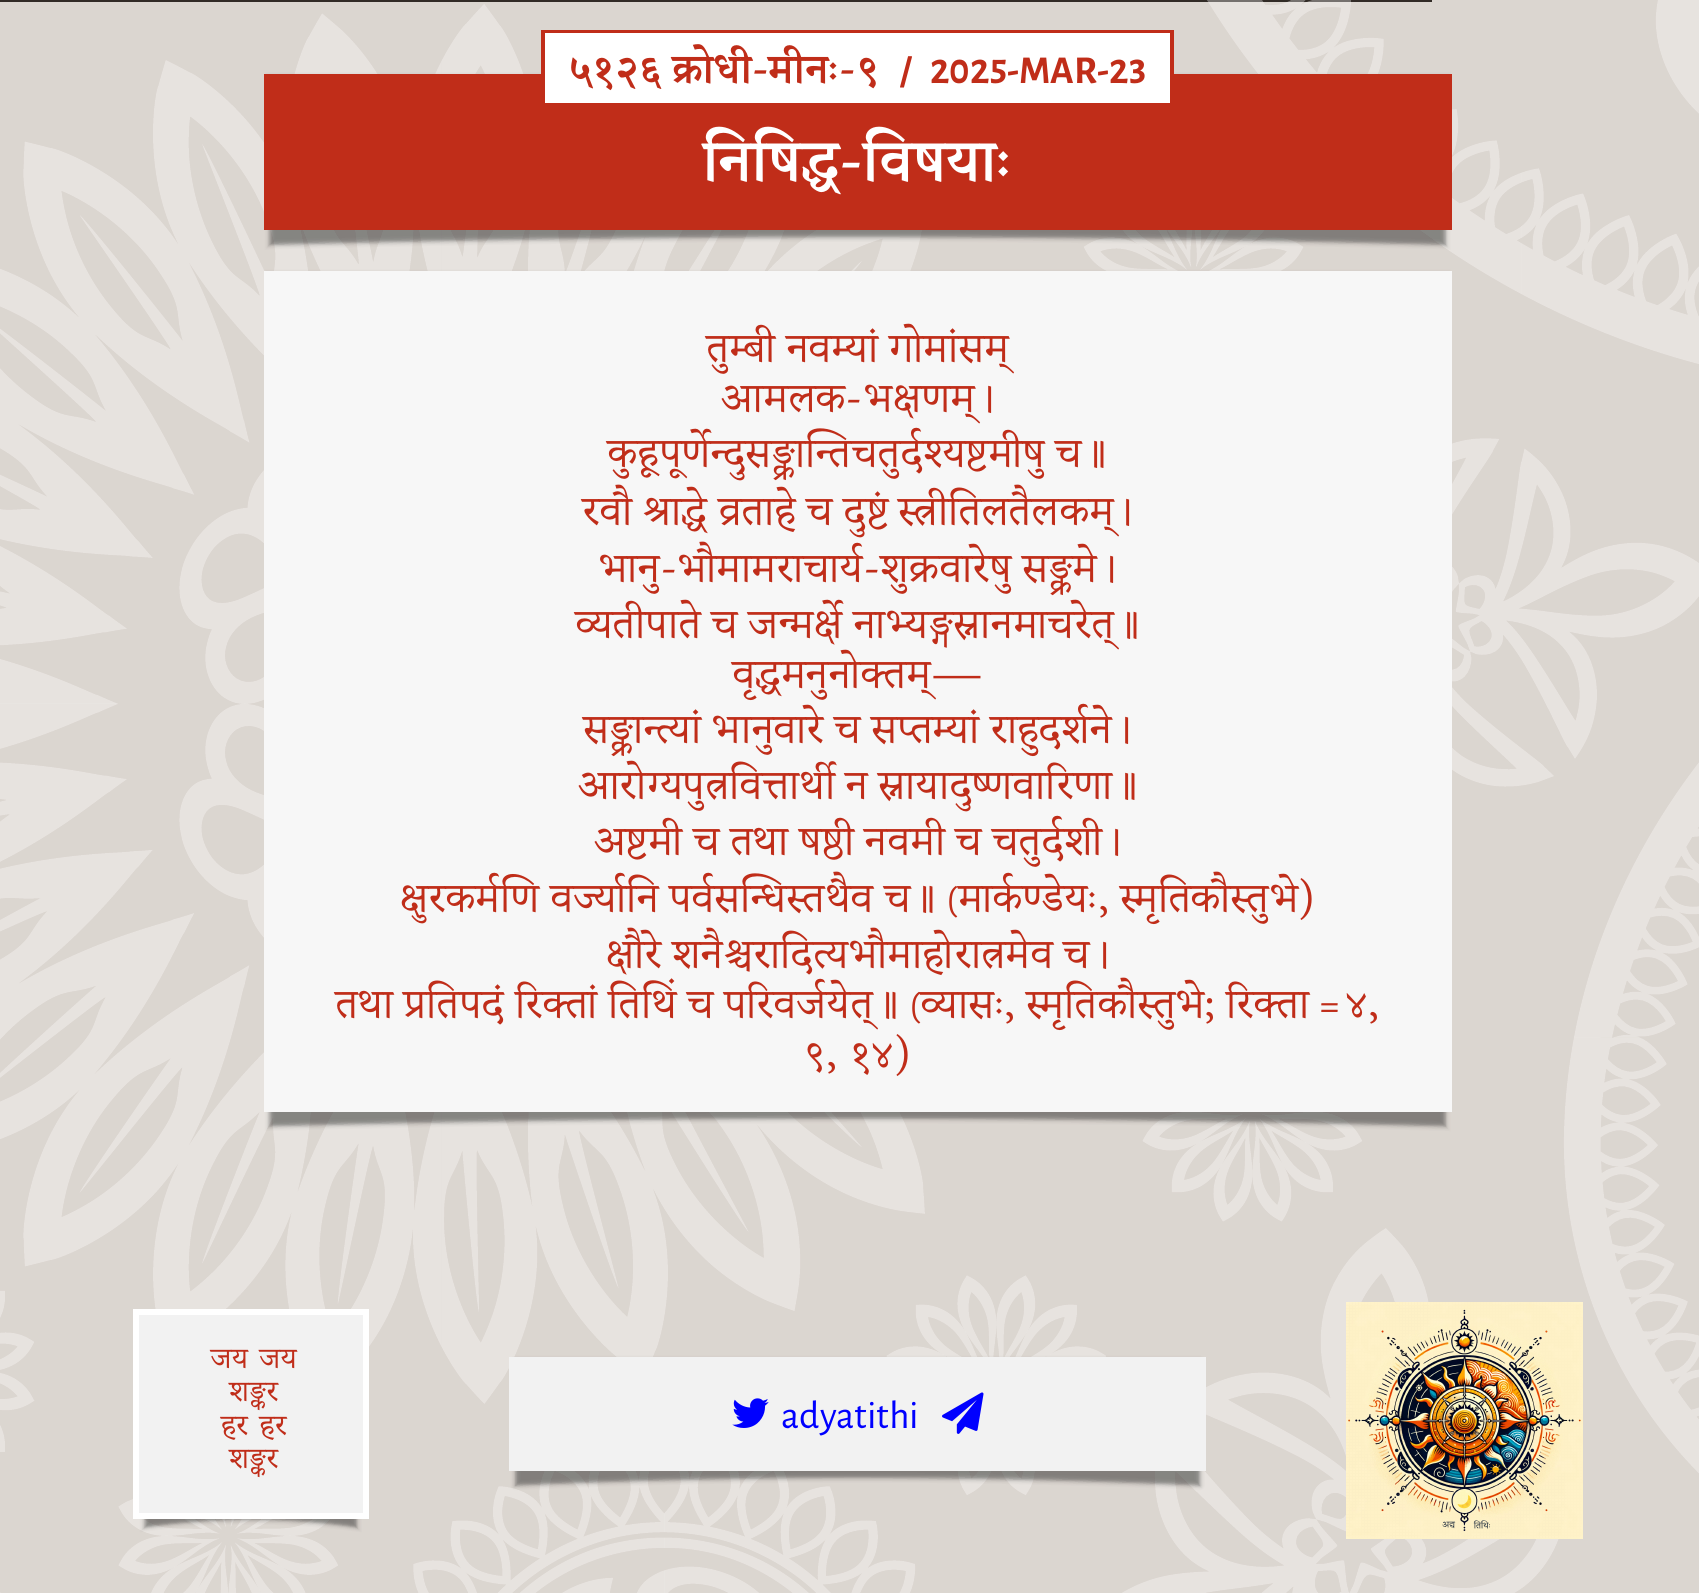 ५१२६ क्रोधी-मीनः-९ / 2025-MAR-23
निषिद्ध-विषयाः
तुम्बी नवम्यां गोमांसम्
आमलक-भक्षणम्।
कुहूपूर्णेन्दुसङ्क्रान्तिचतुर्दश्यष्टमीषु च॥
रवौ श्राद्धे व्रताहे च दुष्टं स्त्रीतिलतैलकम्।
भानु-भौमामराचार्य-शुक्रवारेषु सङ्क्रमे।
व्यतीपाते च जन्मर्क्षे नाभ्यङ्गस्नानमाचरेत्॥
वृद्धमनुनोक्तम्—
सङ्क्रान्त्यां भानुवारे च सप्तम्यां राहुदर्शने।
आरोग्यपुत्रवित्तार्थी न स्नायादुष्णवारिणा॥
अष्टमी च तथा षष्ठी नवमी च चतुर्दशी।
क्षुरकर्मणि वर्ज्यानि पर्वसन्धिस्तथैव च॥ (मार्कण्डेयः, स्मृतिकौस्तुभे)
क्षौरे शनैश्चरादित्यभौमाहोरात्रमेव च।
तथा प्रतिपदं रिक्तां तिथिं च परिवर्जयेत्॥ (व्यासः, स्मृतिकौस्तुभे; रिक्ता = ४,
९, १४)
जय जय
शङ्कर
हर हर
शङ्कर
adyatithi
अद्य तिथिः